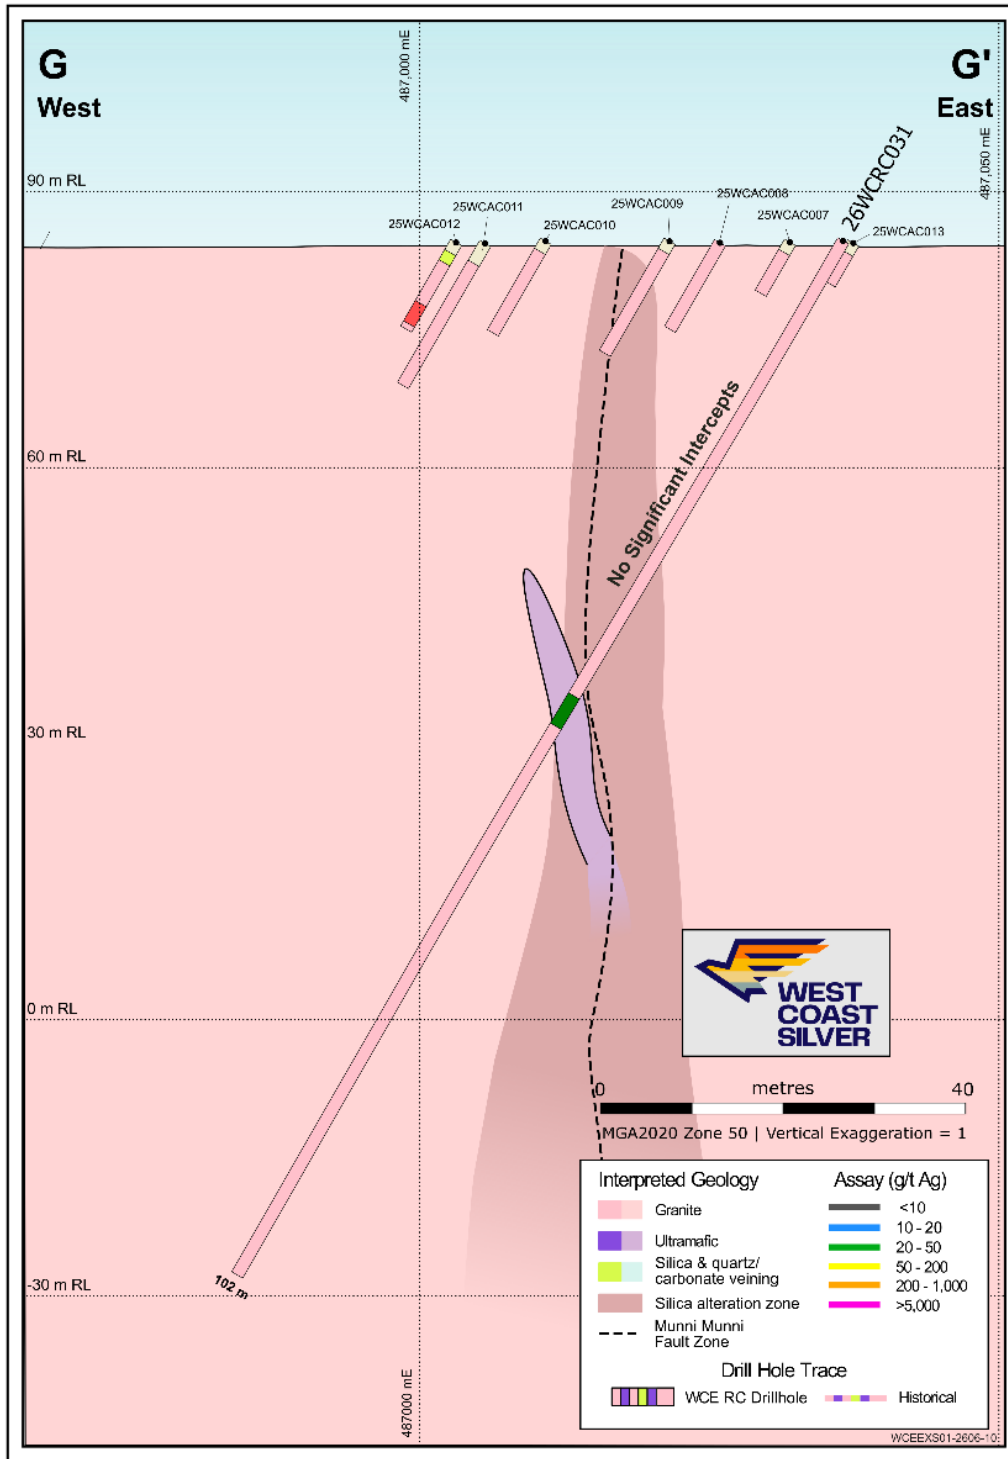 G
West
487,000 mE
G'
East
487,050 mE
90 m RL
25WCAC012
25WCAC011
25WCAC010
25WCAC009
25WCAC008
25WCAC007
26WCRC031
25WCAC013
No Significant Intercepts
60 m RL
30 m RL
0 m RL
-30 m RL
102 m
487000 mE
WEST
COAST
SILVER
0 metres 40
MGA2020 Zone 50 | Vertical Exaggeration = 1
Interpreted Geology
Granite
Ultramafic
Silica & quartz/
carbonate veining
Silica alteration zone
Munni Munni
Fault Zone
Assay (g/t Ag)
<10
10 - 20
20 - 50
50 - 200
200 - 1,000
>5,000
Drill Hole Trace
WCE RC Drillhole
Historical
WCEEXS01-2606-10